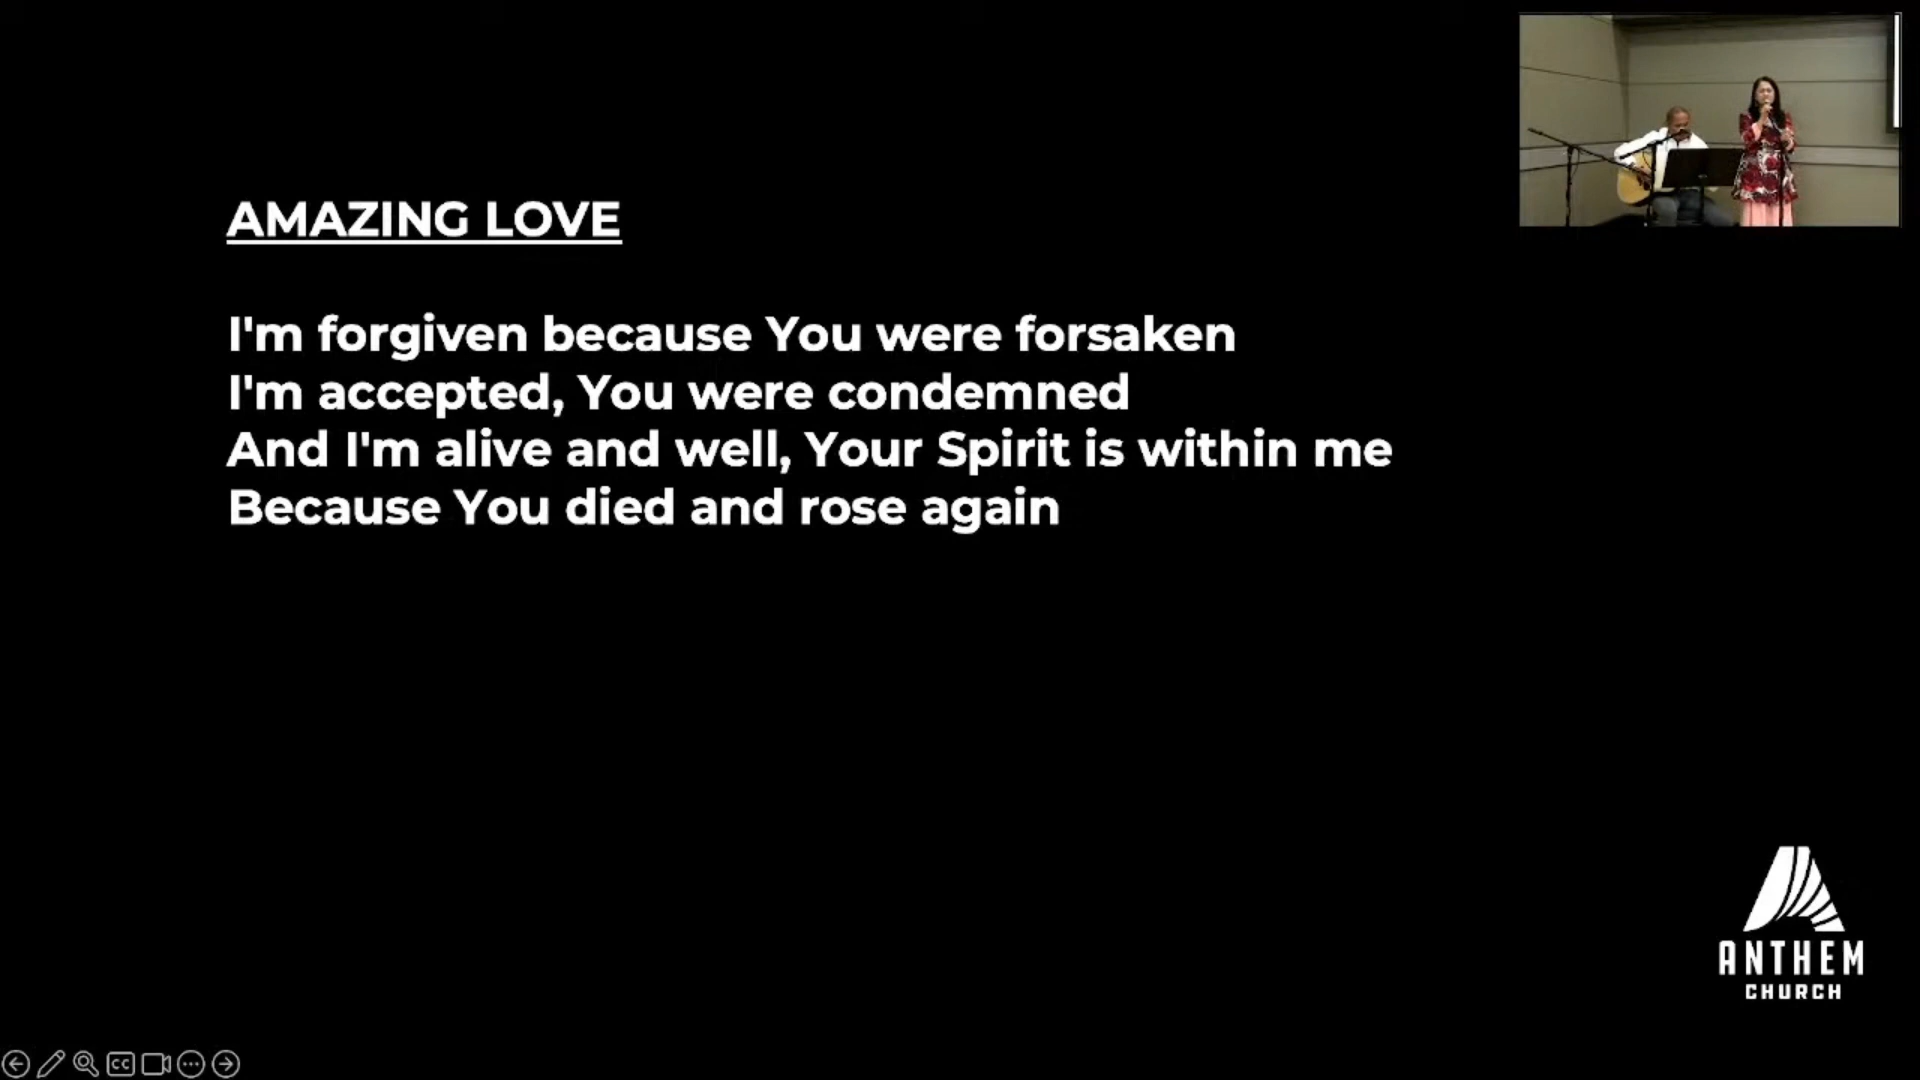 AMAZING LOVE
I'm forgiven because You were forsaken
I'm accepted, You were condemned
And I'm alive and well, Your Spirit is within me
Because You died and rose again
ANTHEM
CHURCH
CC